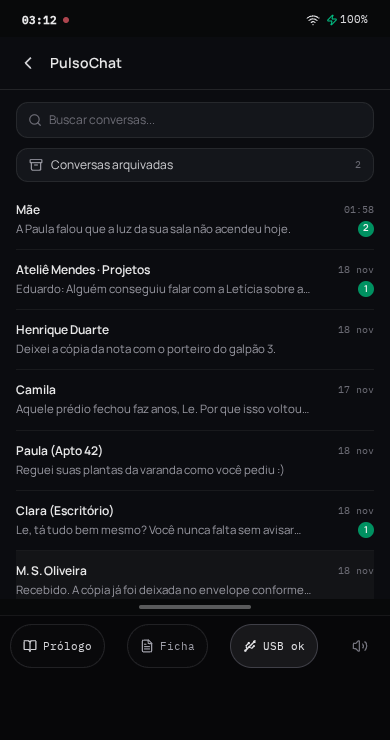 03:12
100%
PulsoChat
Buscar conversas...
Conversas arquivadas 2
Mãe 01:58
A Paula falou que a luz da sua sala não acendeu hoje. 2
Ateliê Mendes · Projetos 18 nov
Eduardo: Alguém conseguiu falar com a Letícia sobre a... 1
Henrique Duarte 18 nov
Deixei a cópia da nota com o porteiro do galpão 3.
Camila 17 nov
Aquele prédio fechou faz anos, Le. Por que isso voltou...
Paula (Apto 42) 18 nov
Reguei suas plantas da varanda como você pediu :)
Clara (Escritório) 18 nov
Le, tá tudo bem mesmo? Você nunca falta sem avisar... 1
M. S. Oliveira 18 nov
Recebido. A cópia já foi deixada no envelope conforme...
Prólogo Ficha USB ok